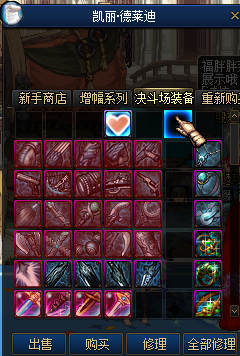 凯丽·德莱迪
福胖胖
展示哦
新手商店 增幅系列 决斗场装备 重新购
出售 购买 修理 全部修理